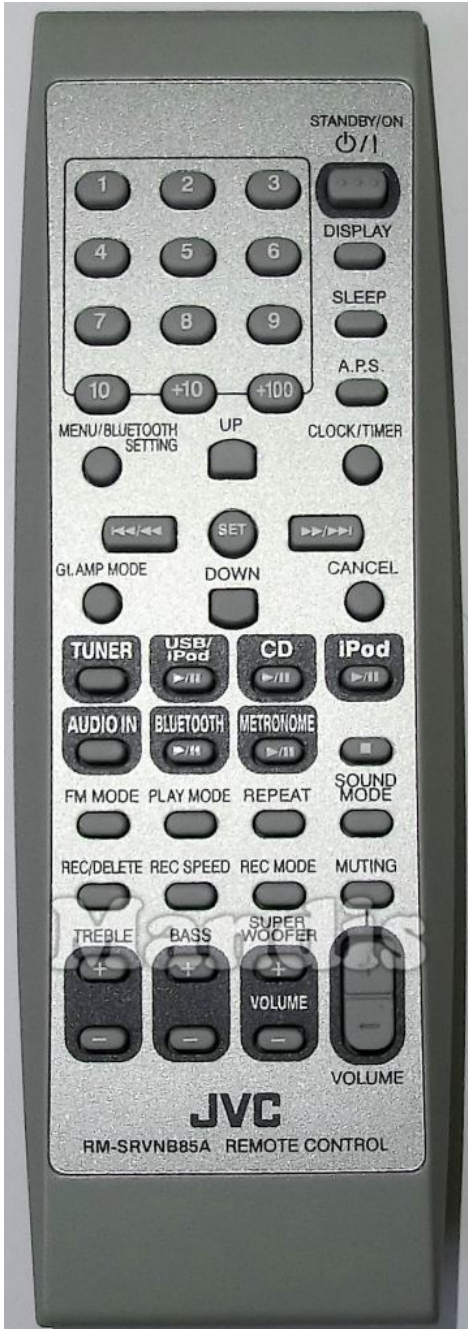 STANDBY/ON
⏻/I
1 2 3
DISPLAY
4 5 6
SLEEP
7 8 9
A.P.S.
10 +10 +100
MENU/BLUETOOTH
SETTING
UP
CLOCK/TIMER
SET
Gt.AMP MODE
DOWN
CANCEL
TUNER
USB/
iPod
CD
iPod
AUDIO IN
BLUETOOTH
METRONOME
FM MODE
PLAY MODE
REPEAT
SOUND
MODE
REC/DELETE
REC SPEED
REC MODE
MUTING
Mandis
TREBLE
BASS
SUPER
WOOFER
+ + + +
VOLUME
- - - -
VOLUME
JVC
RM-SRVNB85A REMOTE CONTROL